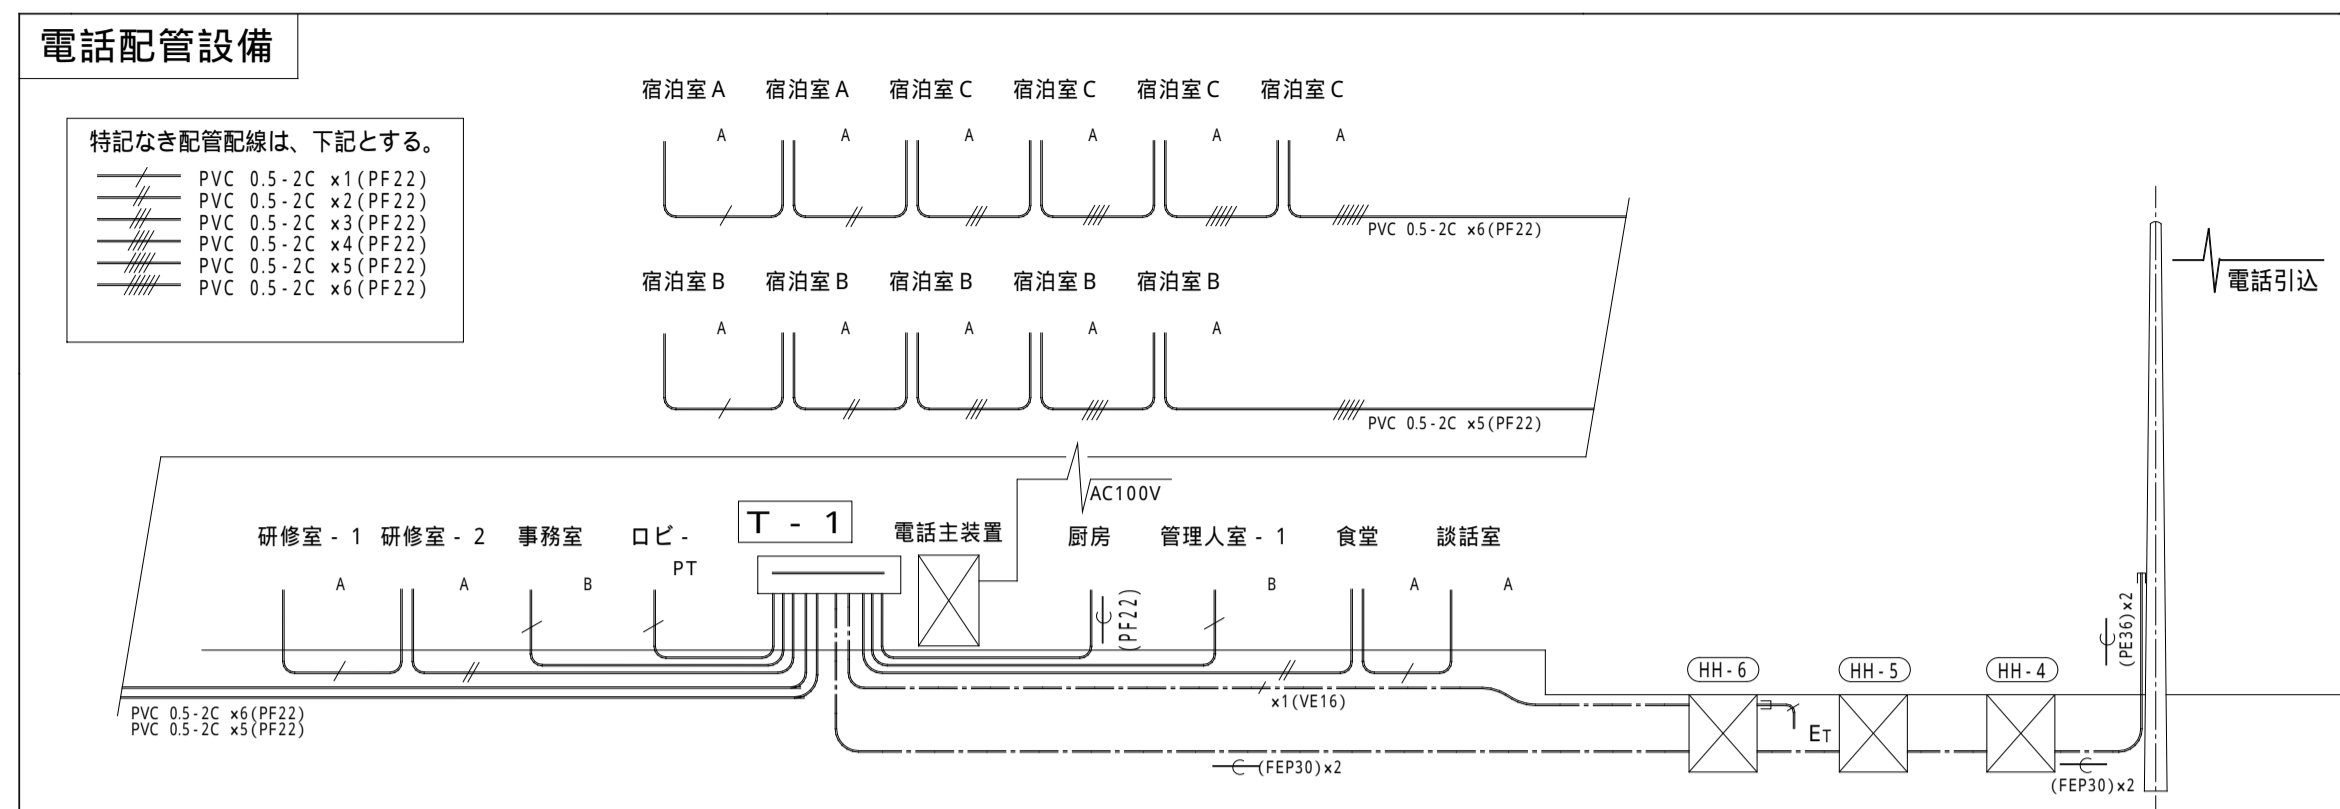 電話配管設備
特記なき配管配線は、下記とする。
PVC 0.5-2C ×1(PF22)
PVC 0.5-2C ×2(PF22)
PVC 0.5-2C ×3(PF22)
PVC 0.5-2C ×4(PF22)
PVC 0.5-2C ×5(PF22)
PVC 0.5-2C ×6(PF22)
宿泊室A 宿泊室A 宿泊室C 宿泊室C 宿泊室C 宿泊室C
A A A A A A
PVC 0.5-2C ×6(PF22)
宿泊室B 宿泊室B 宿泊室B 宿泊室B 宿泊室B
A A A A A
PVC 0.5-2C ×5(PF22)
電話引込
AC100V
研修室-1 研修室-2 事務室 ロビ- T-1 電話主装置 厨房 管理人室-1 食堂 談話室
A A B PT (PF22) B A A
(PE36)×2
HH-6 HH-5 HH-4
×1(VE16)
PVC 0.5-2C ×6(PF22)
PVC 0.5-2C ×5(PF22)
ET
(FEP30)×2
(FEP30)×2